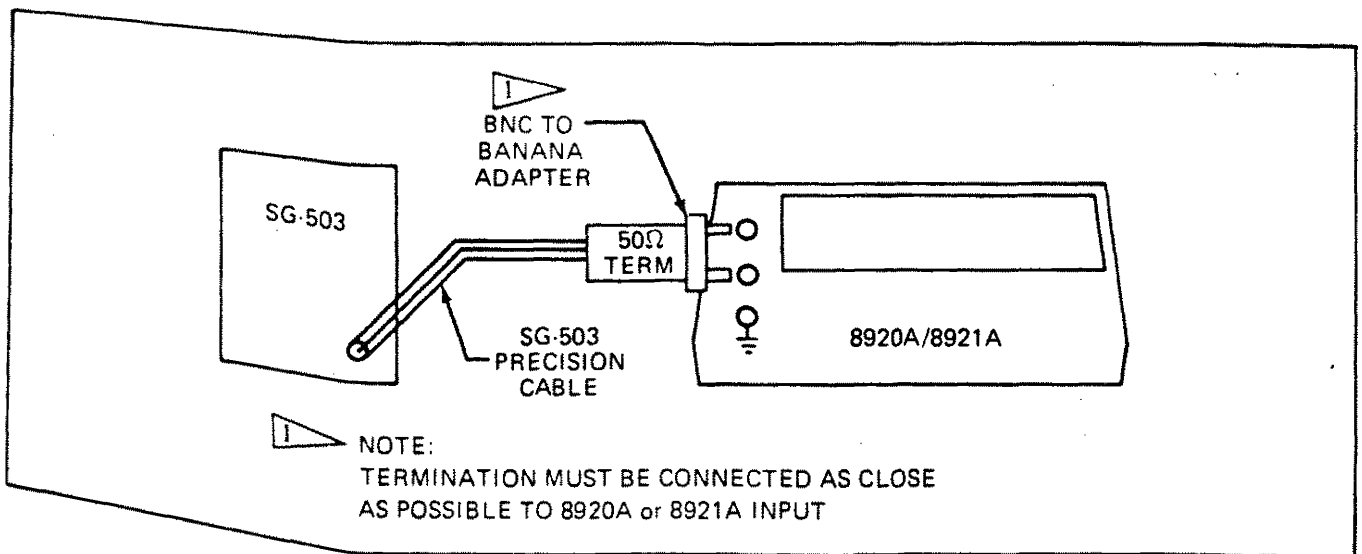 1
BNC TO
BANANA
ADAPTER
SG-503
50Ω
TERM
SG-503
PRECISION
CABLE
8920A/8921A
1
NOTE:
TERMINATION MUST BE CONNECTED AS CLOSE
AS POSSIBLE TO 8920A or 8921A INPUT